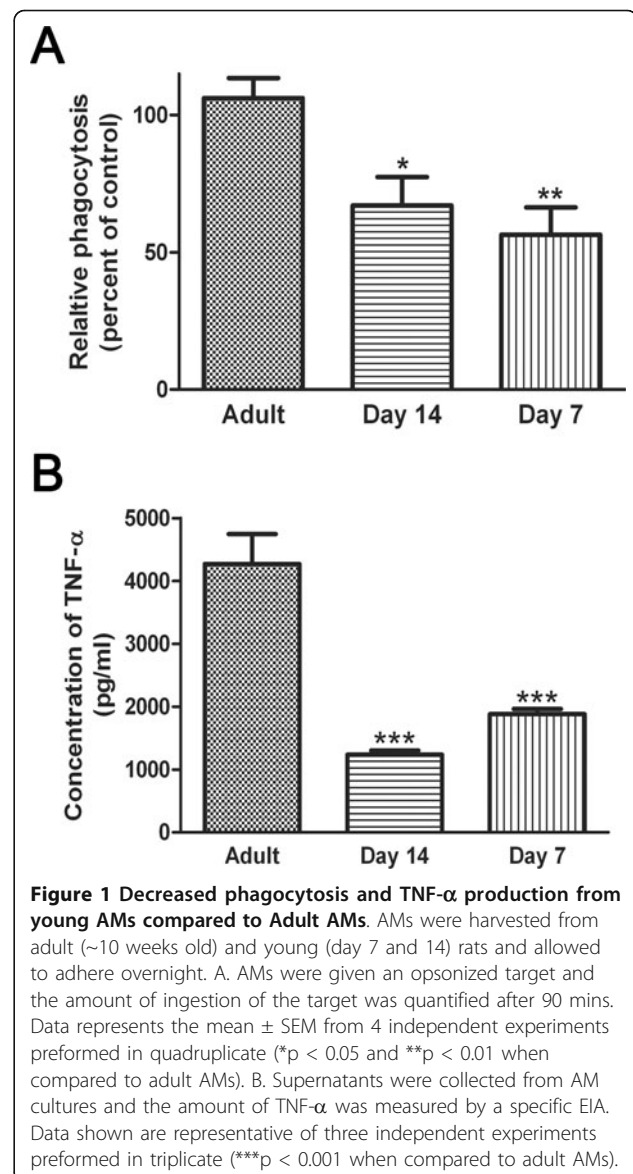 A
Relaltive phagocytosis
(percent of control)
100
50
0
*
**
Adult Day 14 Day 7
B
Concentration of TNF-α
(pg/ml)
5000
4000
3000
2000
1000
0
***
***
Adult Day 14 Day 7
Figure 1 Decreased phagocytosis and TNF-α production from
young AMs compared to Adult AMs. AMs were harvested from
adult (~10 weeks old) and young (day 7 and 14) rats and allowed
to adhere overnight. A. AMs were given an opsonized target and
the amount of ingestion of the target was quantified after 90 mins.
Data represents the mean ± SEM from 4 independent experiments
preformed in quadruplicate (*p < 0.05 and **p < 0.01 when
compared to adult AMs). B. Supernatants were collected from AM
cultures and the amount of TNF-α was measured by a specific EIA.
Data shown are representative of three independent experiments
preformed in triplicate (***p < 0.001 when compared to adult AMs).